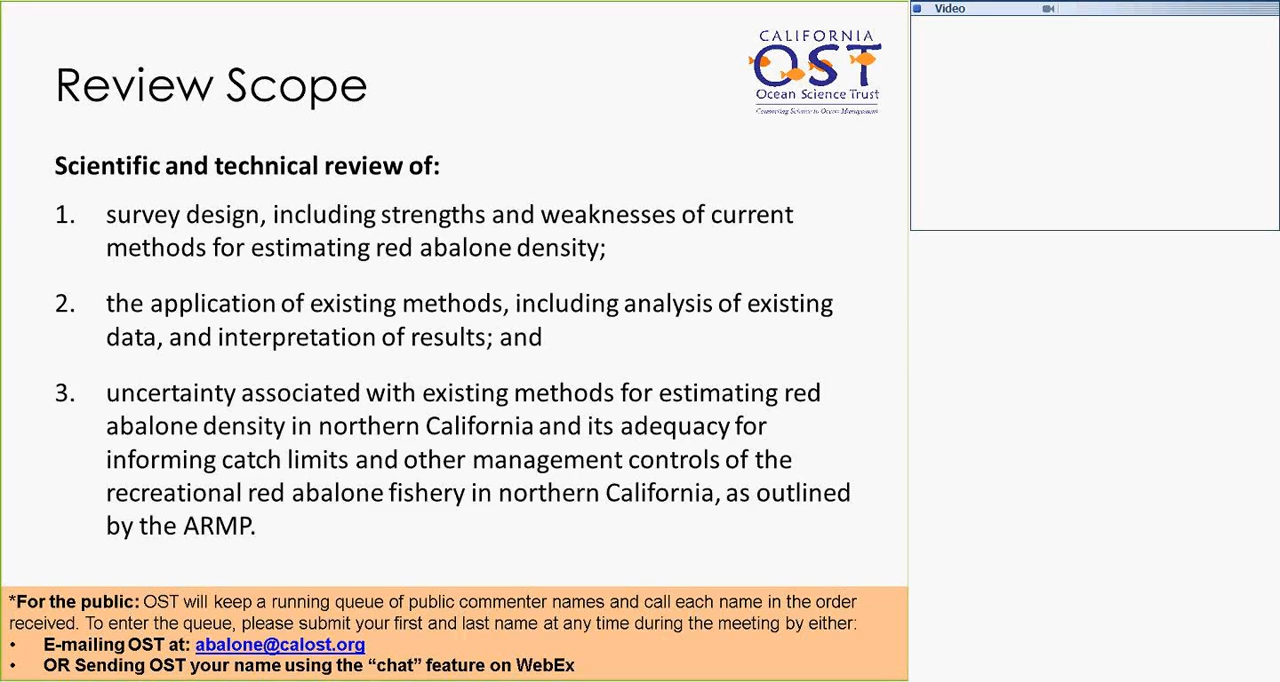 Video
CALIFORNIA
OST
Ocean Science Trust
Connecting Science to Ocean Management
Review Scope
Scientific and technical review of:
1. survey design, including strengths and weaknesses of current
methods for estimating red abalone density;
2. the application of existing methods, including analysis of existing
data, and interpretation of results; and
3. uncertainty associated with existing methods for estimating red
abalone density in northern California and its adequacy for
informing catch limits and other management controls of the
recreational red abalone fishery in northern California, as outlined
by the ARMP.
*For the public: OST will keep a running queue of public commenter names and call each name in the order
received. To enter the queue, please submit your first and last name at any time during the meeting by either:
• E-mailing OST at: abalone@calost.org
• OR Sending OST your name using the “chat” feature on WebEx